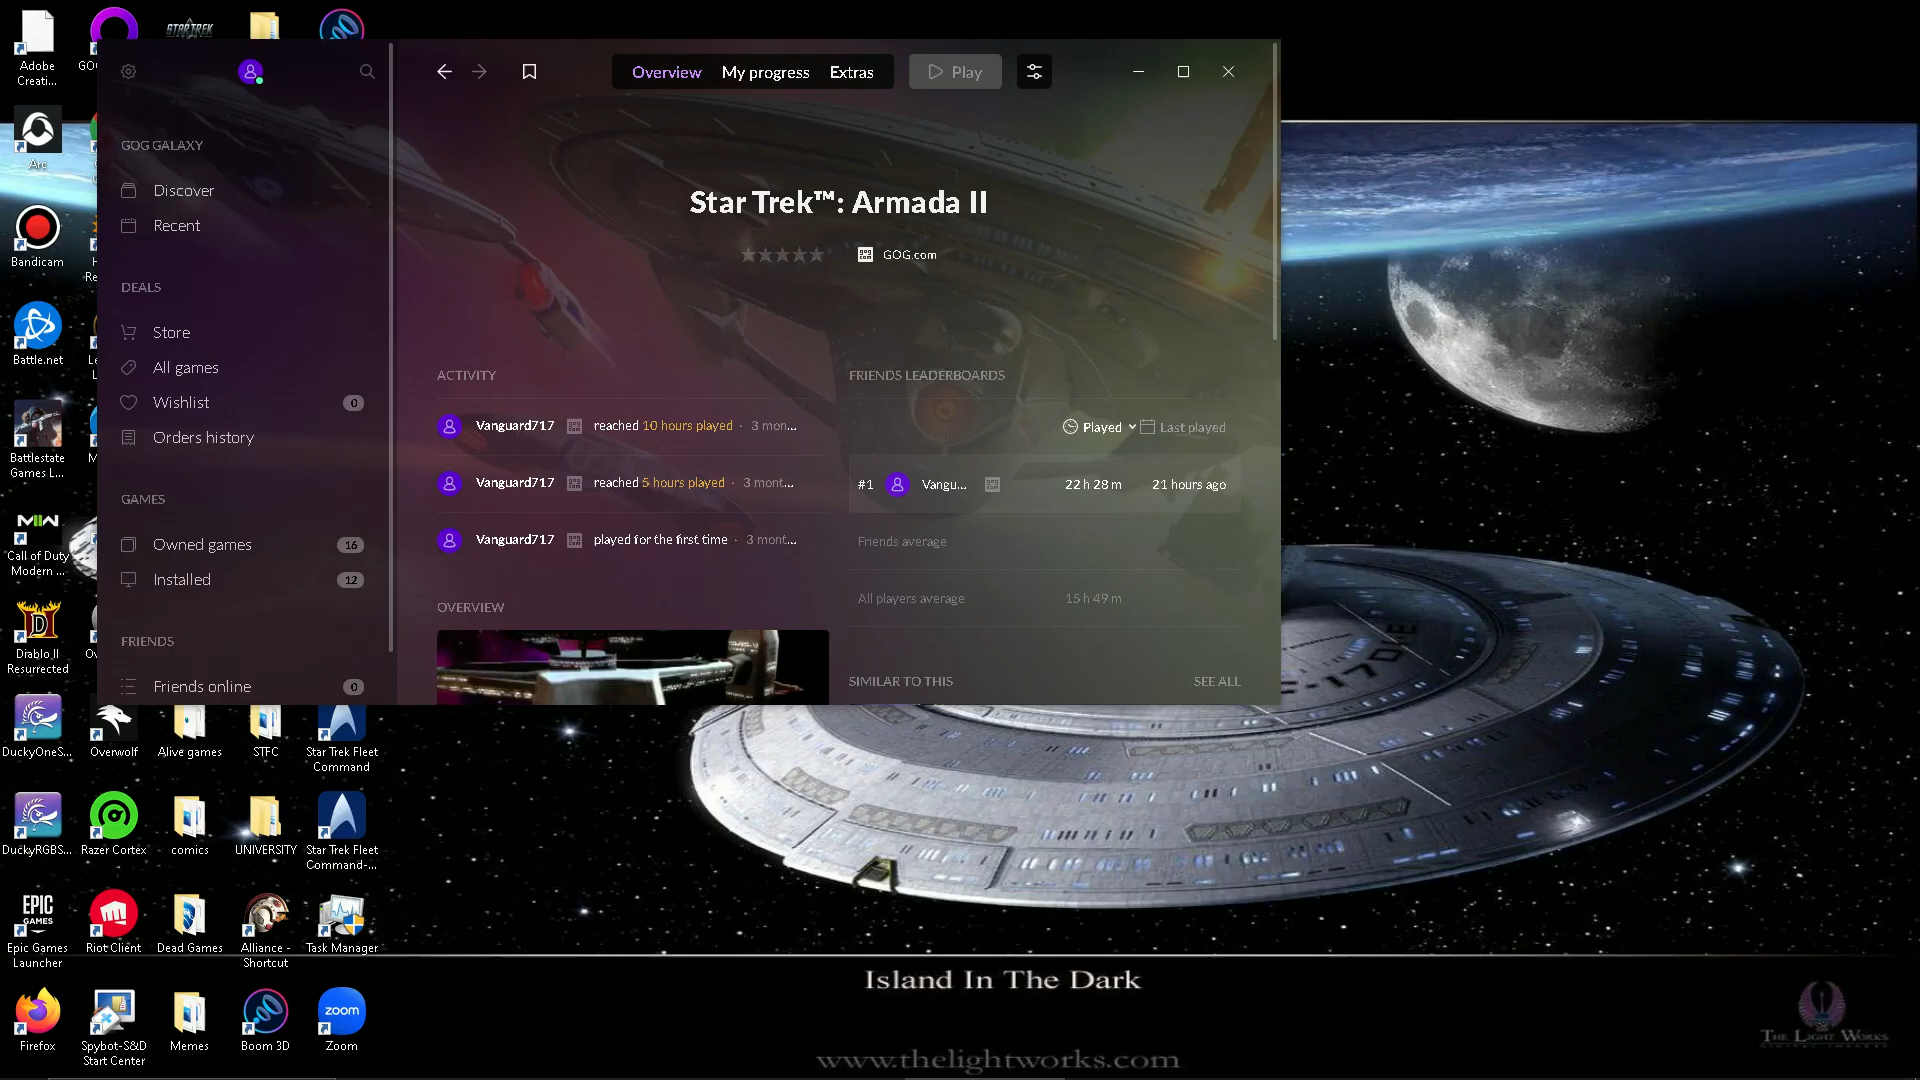 Adobe
Creati...
STAR TREK
Arc
Bandicam
Battle.net
Battlestate
Games L...
MWII
Call of Duty
Modern ...
Diablo II
Resurrected
DuckyOneS...
Overwolf
Alive games
STFC
Star Trek Fleet
Command
DuckyRGBS...
Razer Cortex
comics
UNIVERSITY
Star Trek Fleet
Command-...
EPIC
GAMES
Epic Games
Launcher
Riot Client
Dead Games
Alliance -
Shortcut
Task Manager
Firefox
Spybot-S&D
Start Center
Memes
Boom 3D
zoom
Zoom
GOG GALAXY
Discover
Recent
DEALS
Store
All games
Wishlist 0
Orders history
GAMES
Owned games 16
Installed 12
FRIENDS
Friends online 0
Overview My progress Extras Play
Star Trek™: Armada II
GOG.com
ACTIVITY
Vanguard717 reached 10 hours played · 3 mon...
Vanguard717 reached 5 hours played · 3 mont...
Vanguard717 played for the first time · 3 mont...
OVERVIEW
FRIENDS LEADERBOARDS
Played Last played
#1 Vangu... 22 h 28 m 21 hours ago
Friends average
All players average 15 h 49 m
SIMILAR TO THIS SEE ALL
Island In The Dark
www.thelightworks.com
THE LIGHT WORKS